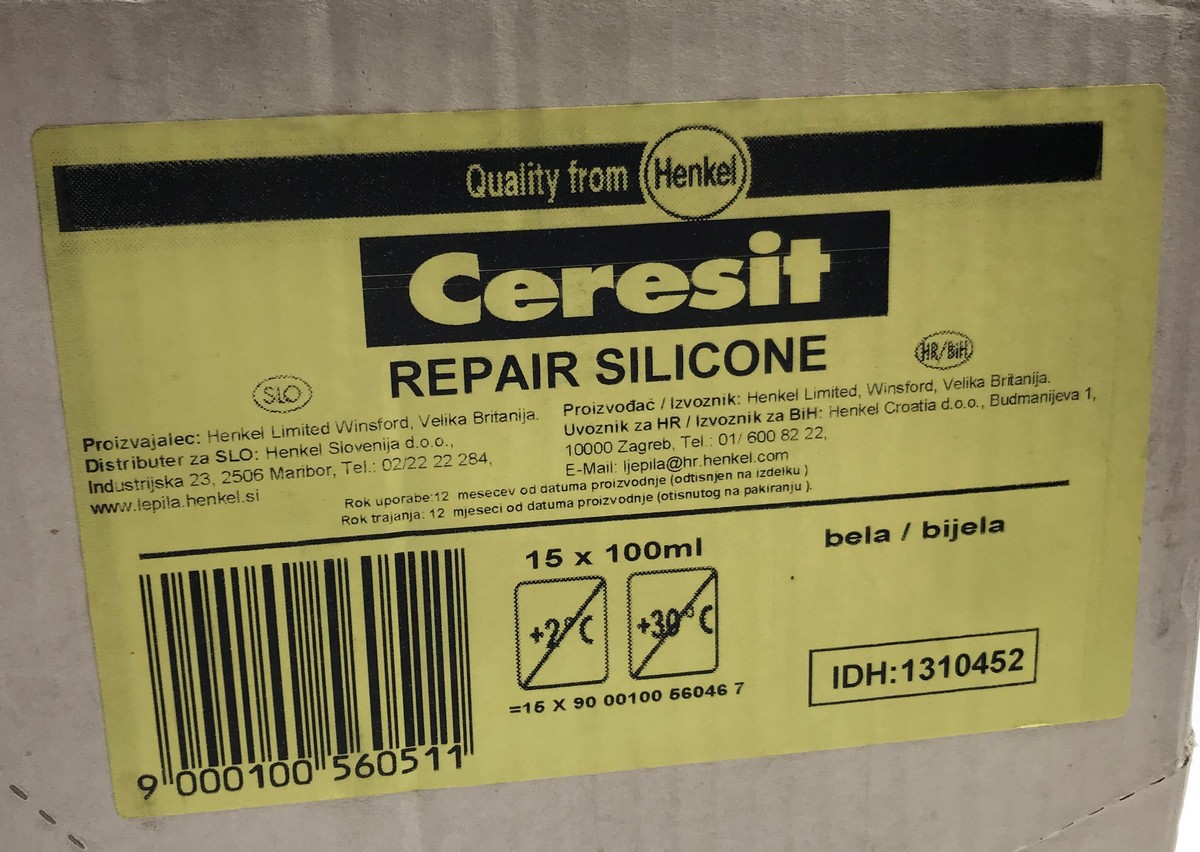 Quality from Henkel
Ceresit
REPAIR SILICONE
SLO
Proizvajalec: Henkel Limited Winsford, Velika Britanija.
Distributer za SLO: Henkel Slovenija d.o.o.,
Industrijska 23, 2506 Maribor, Tel.: 02/22 22 284,
www.lepila.henkel.si
HR/BiH
Proizvođač / Izvoznik: Henkel Limited, Winsford, Velika Britanija.
Uvoznik za HR / Izvoznik za BiH: Henkel Croatia d.o.o., Budmanijeva 1,
10000 Zagreb, Tel.: 01/ 600 82 22,
E-Mail: ljepila@hr.henkel.com
Rok uporabe:12 mesecev od datuma proizvodnje (odtisnjen na izdelku )
Rok trajanja: 12 mjeseci od datuma proizvodnje (otisnutog na pakiranju ).
15 x 100ml
bela / bijela
+2°C
+30°C
=15 X 90 00100 56046 7
IDH:1310452
9 000100 560511